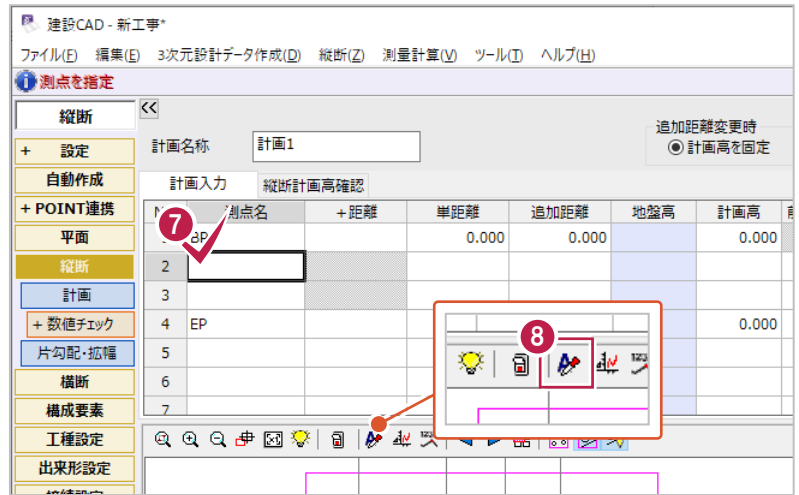 建設CAD - 新工事*
ファイル(F) 編集(E) 3次元設計データ作成(D) 縦断(Z) 測量計算(V) ツール(T) ヘルプ(H)
測点を指定
縦断
<<
+ 設定
自動作成
+ POINT連携
平面
縦断
計画
+ 数値チェック
片勾配・拡幅
横断
構成要素
工種設定
出来形設定
計画名称 計画1
追加距離変更時
計画高を固定
計画入力 縦断計画高確認
測点名 +距離 単距離 追加距離 地盤高 計画高
7
BP 0.000 0.000 0.000
2
3
4 EP 0.000
5
6
7
8